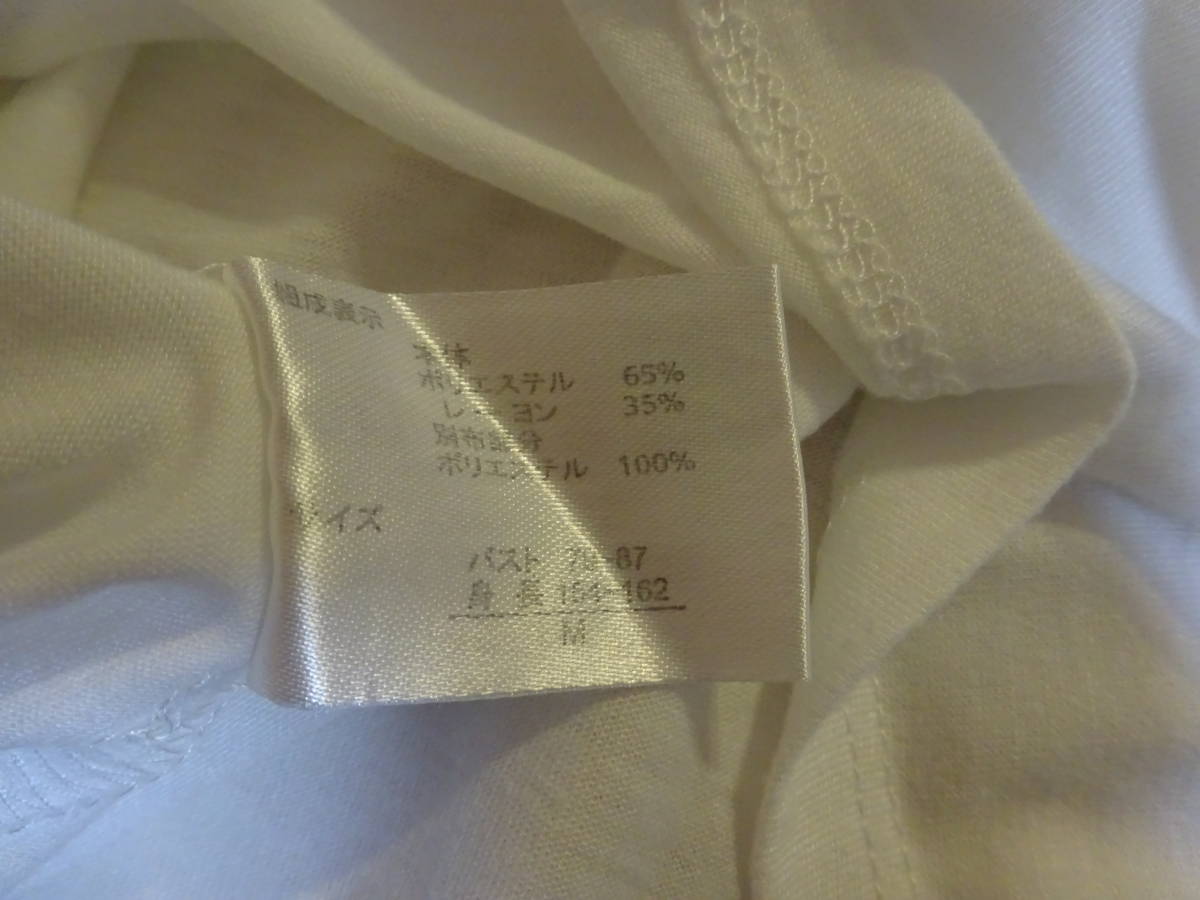 組成表示
本体
ポリエステル 65%
レーヨン 35%
別布部分
ポリエステル 100%
サイズ
バスト 79-87
身長 154-162
M